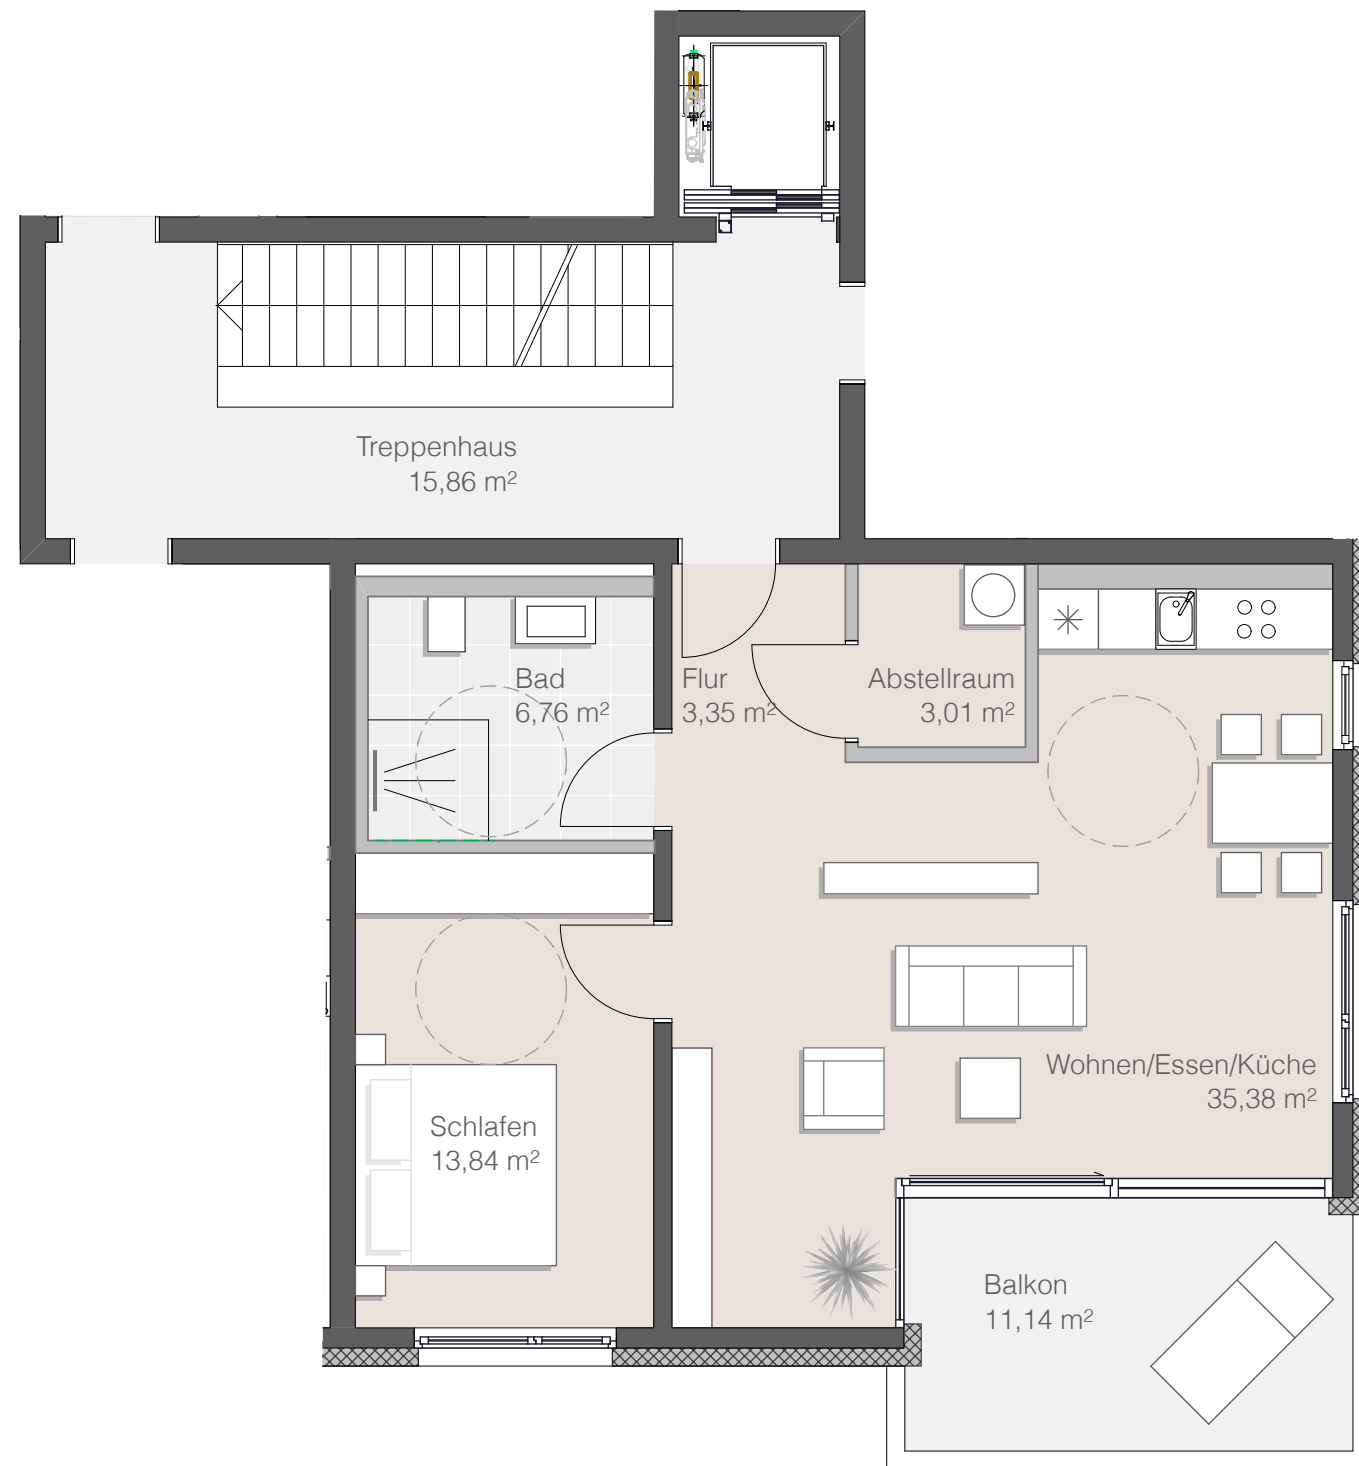 Treppenhaus
15,86 m²
Bad
6,76 m²
Flur
3,35 m²
Abstellraum
3,01 m²
Wohnen/Essen/Küche
35,38 m²
Schlafen
13,84 m²
Balkon
11,14 m²